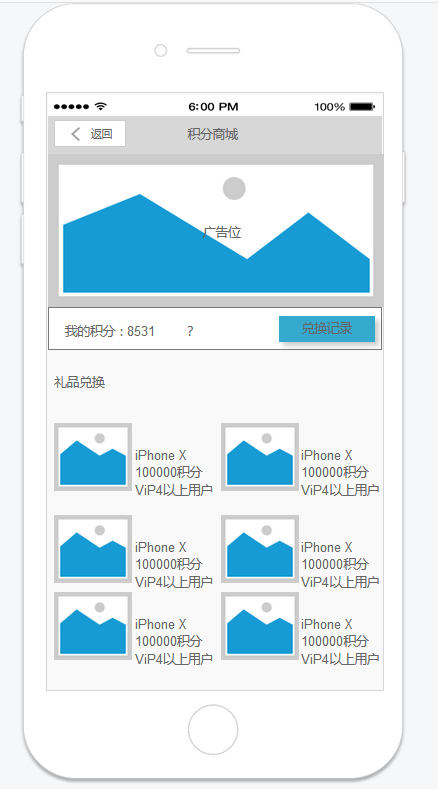 6:00 PM 100%
返回 积分商城
广告位
我的积分：8531 ? 兑换记录
礼品兑换
iPhone X
100000积分
ViP4以上用户
iPhone X
100000积分
ViP4以上用户
iPhone X
100000积分
ViP4以上用户
iPhone X
100000积分
ViP4以上用户
iPhone X
100000积分
ViP4以上用户
iPhone X
100000积分
ViP4以上用户